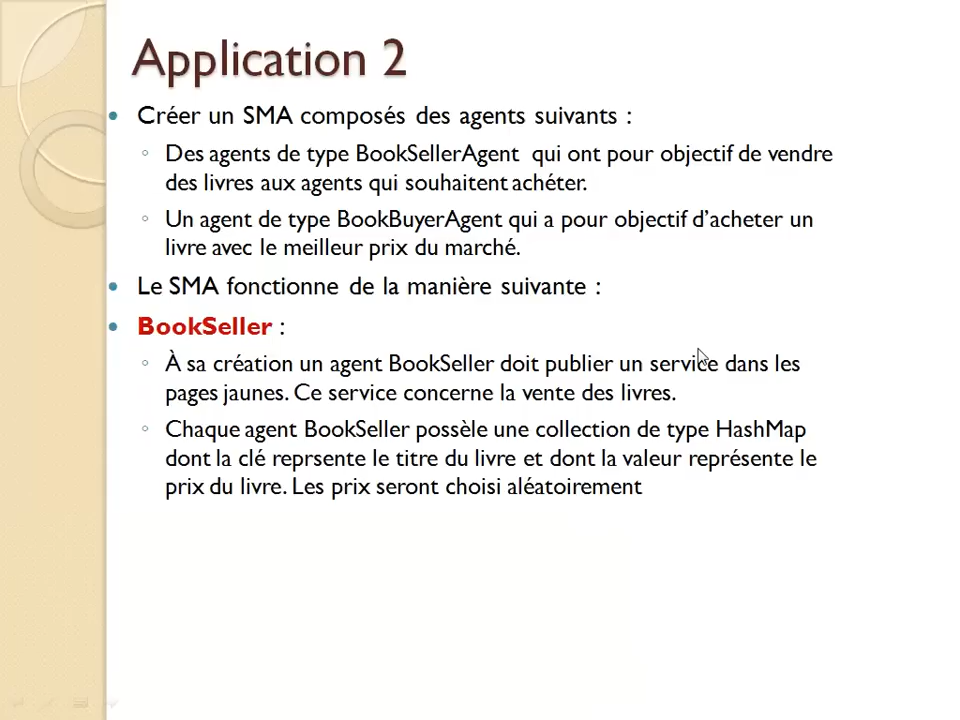 Application 2
Créer un SMA composés des agents suivants :
Des agents de type BookSellerAgent qui ont pour objectif de vendre
des livres aux agents qui souhaitent achéter.
Un agent de type BookBuyerAgent qui a pour objectif d’acheter un
livre avec le meilleur prix du marché.
Le SMA fonctionne de la manière suivante :
BookSeller :
À sa création un agent BookSeller doit publier un service dans les
pages jaunes. Ce service concerne la vente des livres.
Chaque agent BookSeller possèle une collection de type HashMap
dont la clé reprsente le titre du livre et dont la valeur représente le
prix du livre. Les prix seront choisi aléatoirement